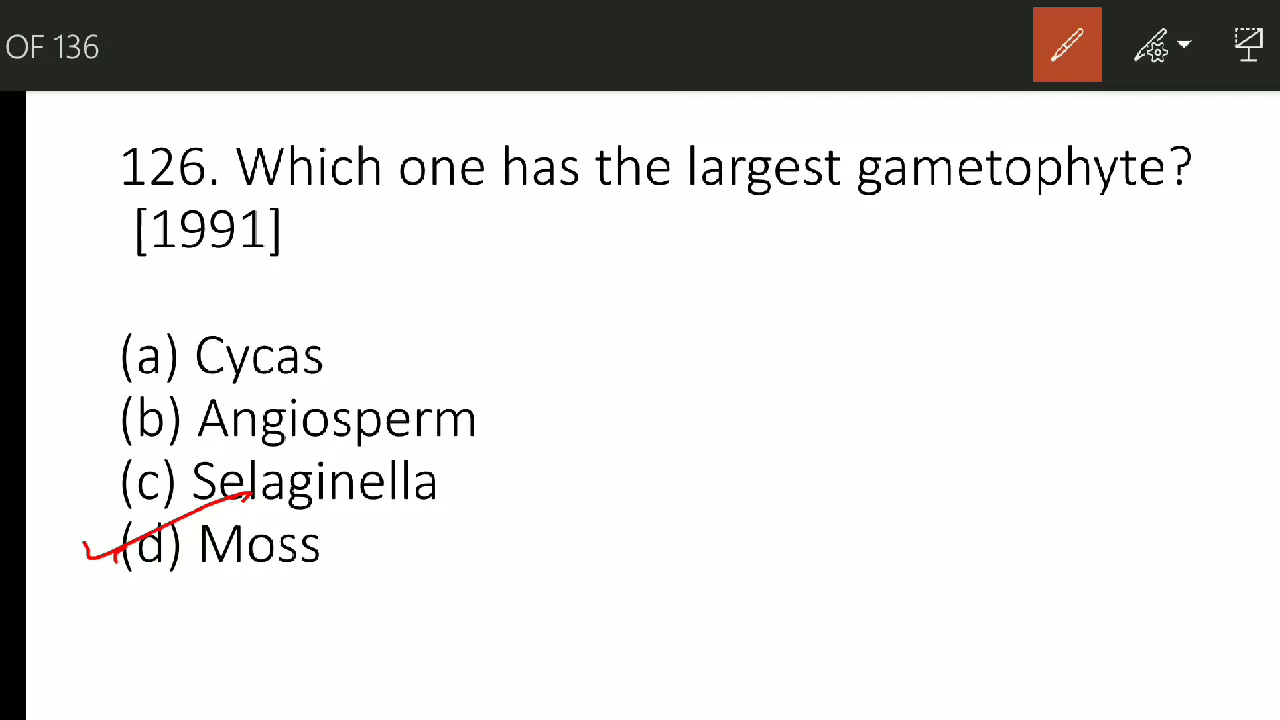 OF 136
126. Which one has the largest gametophyte?
[1991]
(a) Cycas
(b) Angiosperm
(c) Selaginella
(d) Moss